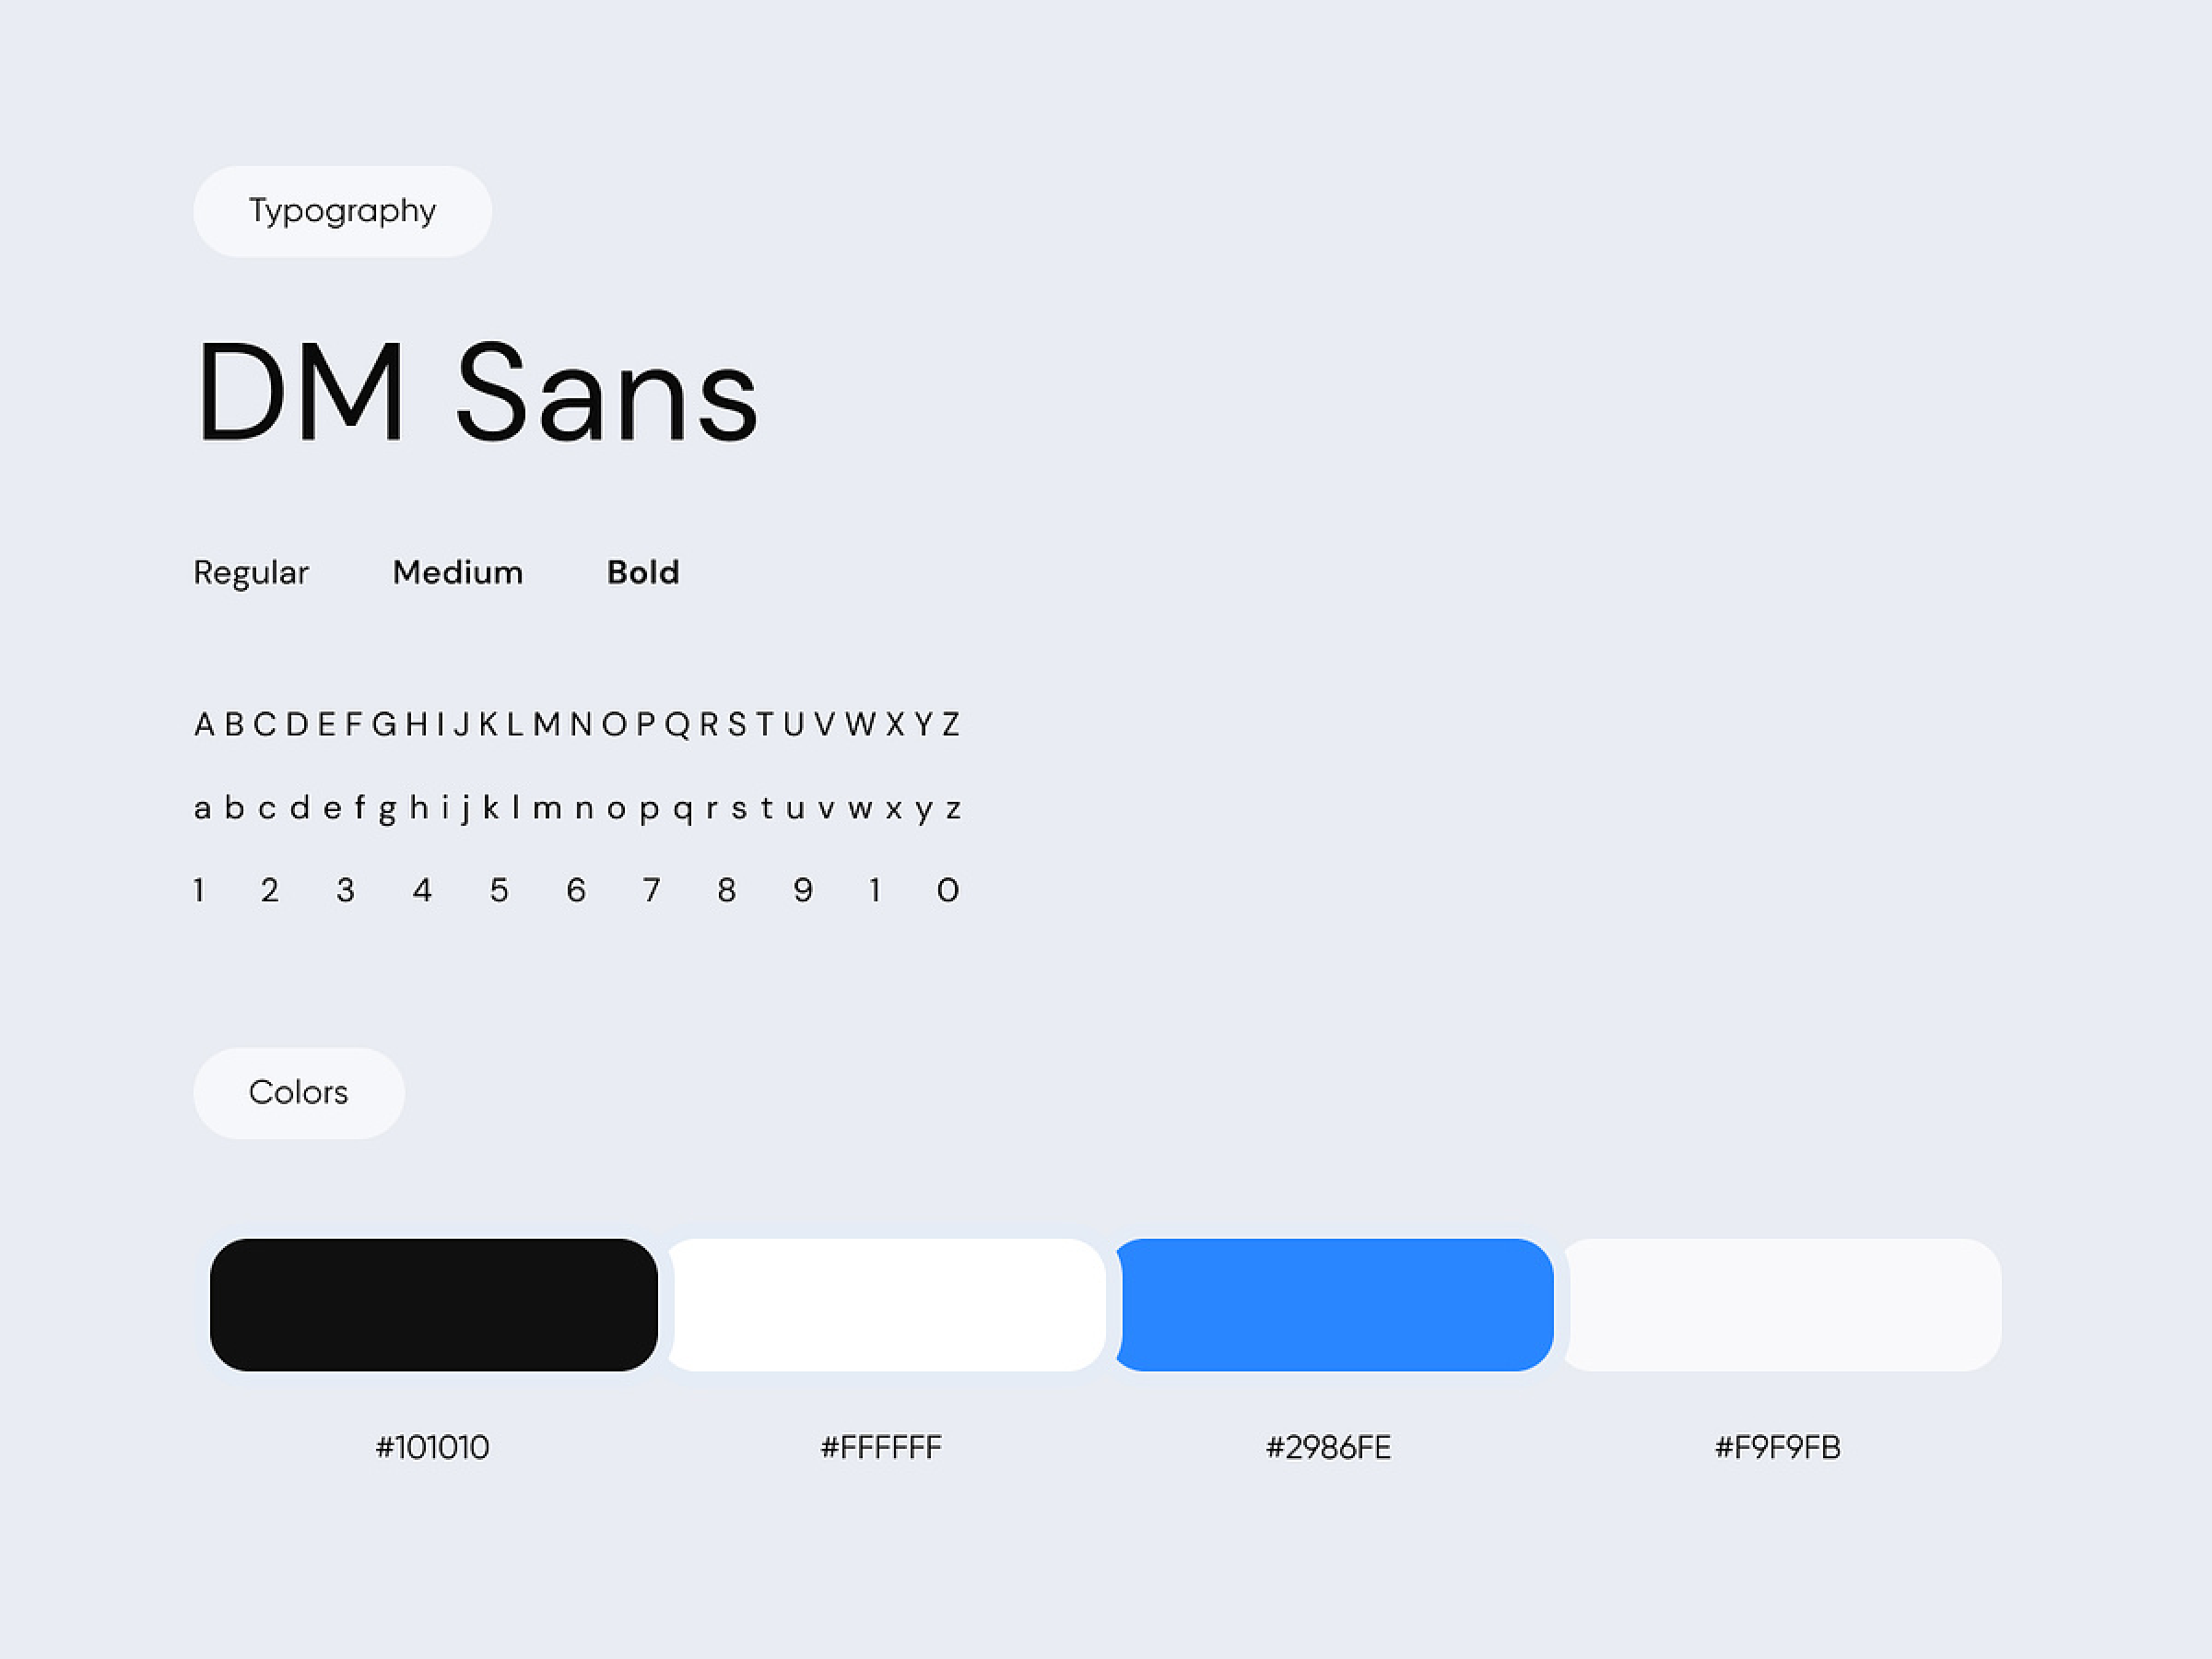 Typography
DM Sans
Regular Medium Bold
A B C D E F G H I J K L M N O P Q R S T U V W X Y Z
a b c d e f g h i j k l m n o p q r s t u v w x y z
1 2 3 4 5 6 7 8 9 1 0
Colors
#101010 #FFFFFF #2986FE #F9F9FB